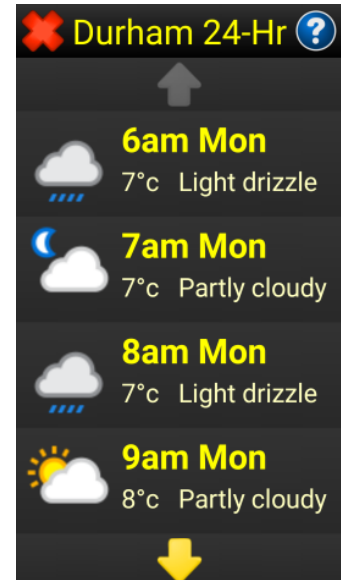 Durham 24-Hr ?
6am Mon
7°c Light drizzle
7am Mon
7°c Partly cloudy
8am Mon
7°c Light drizzle
9am Mon
8°c Partly cloudy